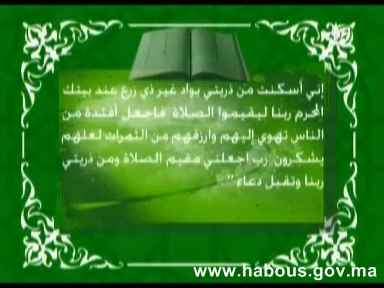 إني أسكنت من ذريتي بواد غير ذي زرع عند بيتك
المحرم ربنا ليقيموا الصلاة فاجعل أفئدة من
الناس تهوي إليهم وارزقهم من الثمرات لعلهم
يشكرون. رب اجعلني مقيم الصلاة ومن ذريتي
ربنا وتقبل دعاء".
www.habous.gov.ma